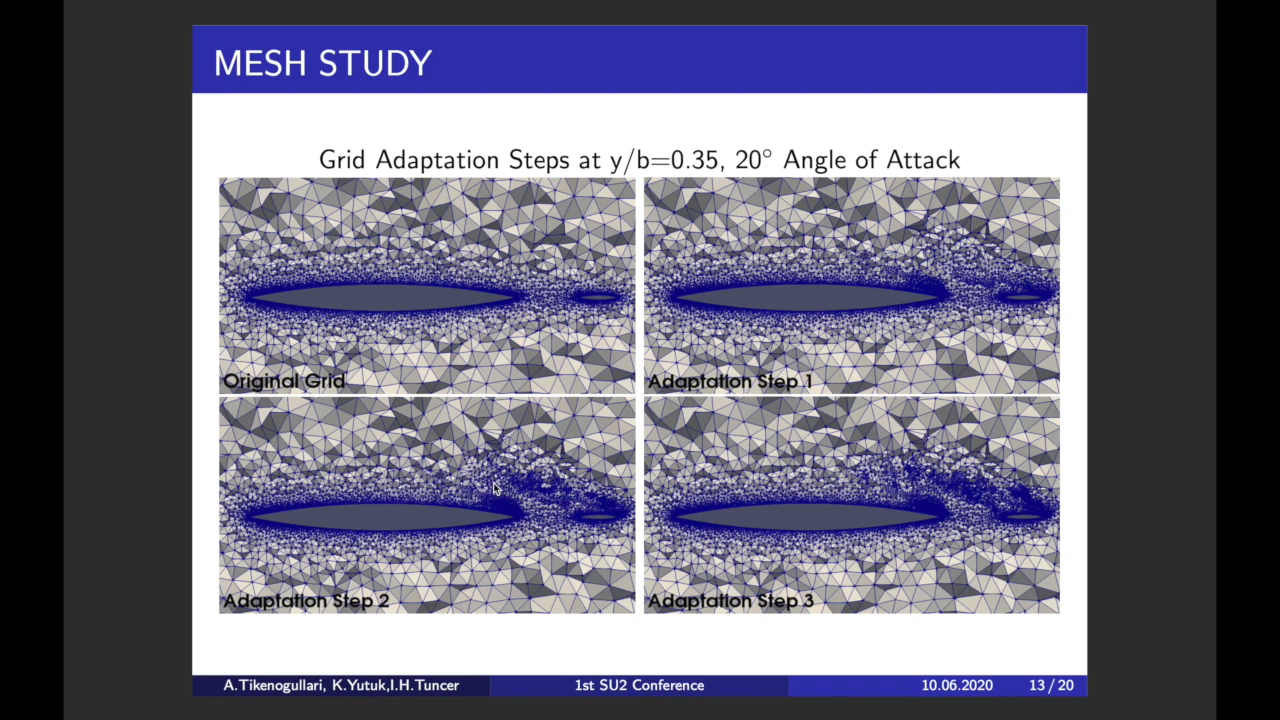 MESH STUDY
Grid Adaptation Steps at y/b=0.35, 20° Angle of Attack
Original Grid
Adaptation Step 1
Adaptation Step 2
Adaptation Step 3
A.Tikenogullari, K.Yutuk,I.H.Tuncer
1st SU2 Conference
10.06.2020
13 / 20